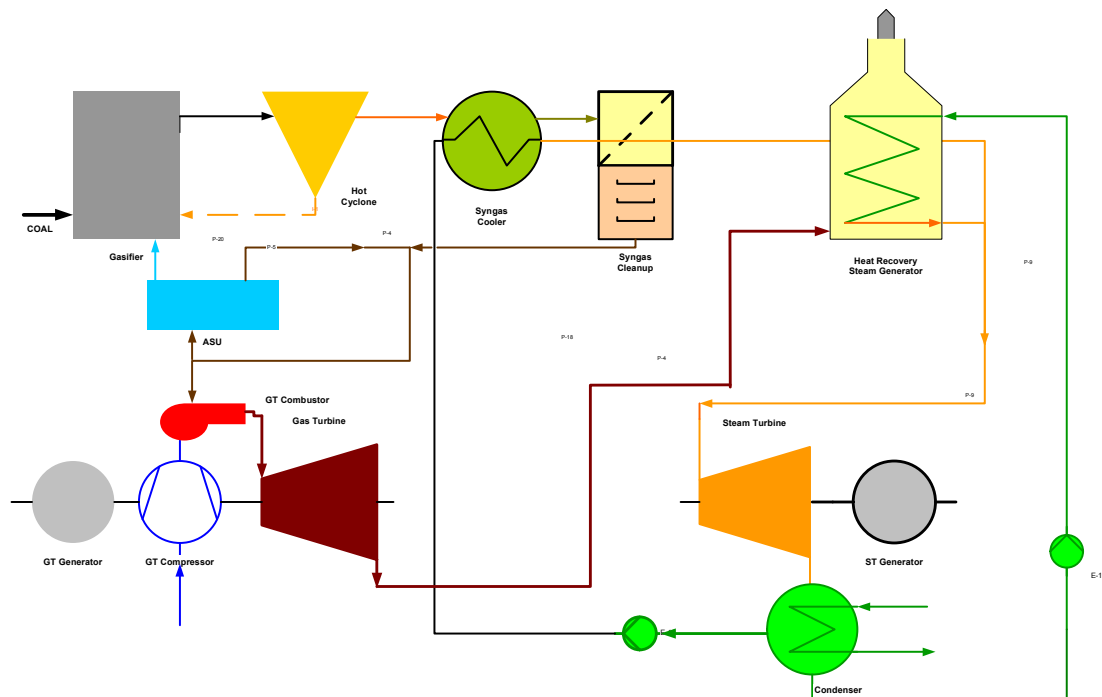 Hot
Cyclone
Syngas
Cooler
COAL
P-4
P-20
P-5
Gasifier
Syngas
Cleanup
Heat Recovery
Steam Generator
P-9
ASU
P-18
P-4
GT Combustor
P-9
Gas Turbine
Steam Turbine
GT Generator
GT Compressor
ST Generator
E-1
Condenser